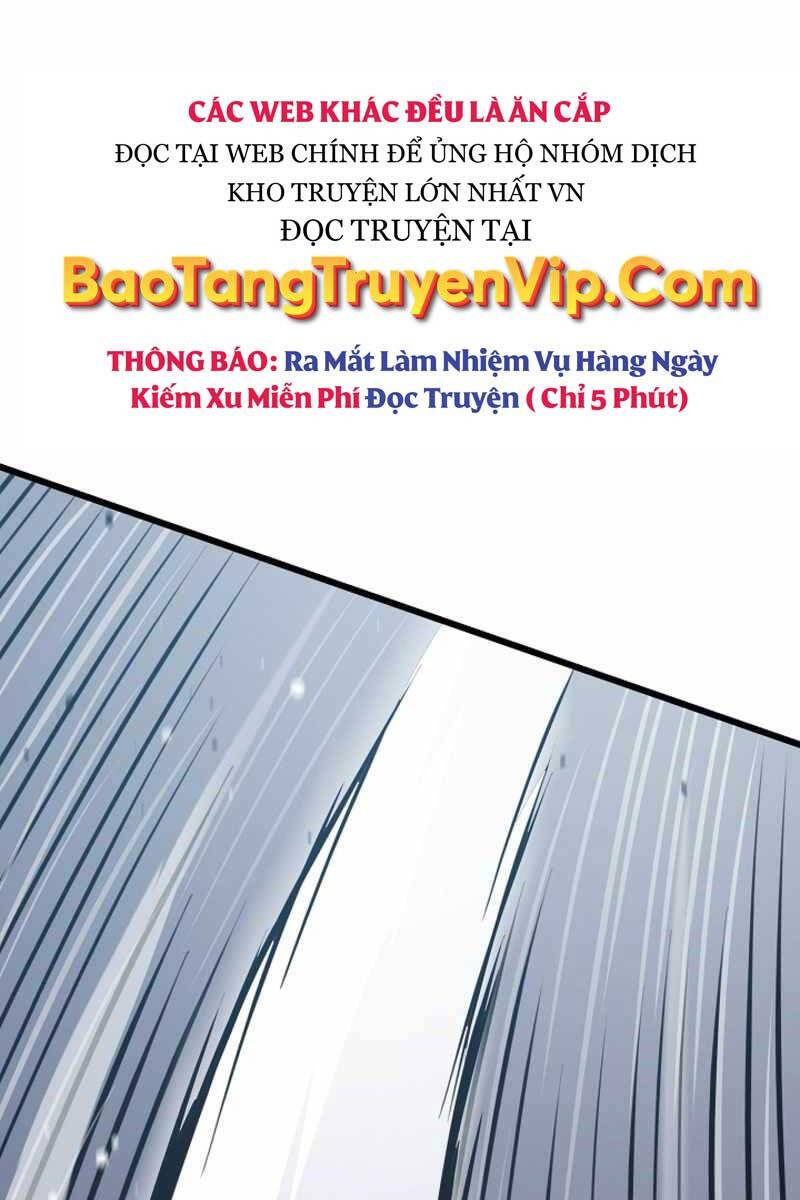 CÁC WEB KHÁC ĐỀU LÀ ĂN CẮP
ĐỌC TẠI WEB CHÍNH ĐỂ ỦNG HỘ NHÓM DỊCH
KHO TRUYỆN LỚN NHẤT VN
ĐỌC TRUYỆN TẠI
BaoTangTruyenVip.Com
THÔNG BÁO: Ra Mắt Làm Nhiệm Vụ Hàng Ngày
Kiếm Xu Miễn Phí Đọc Truyện ( Chỉ 5 Phút)